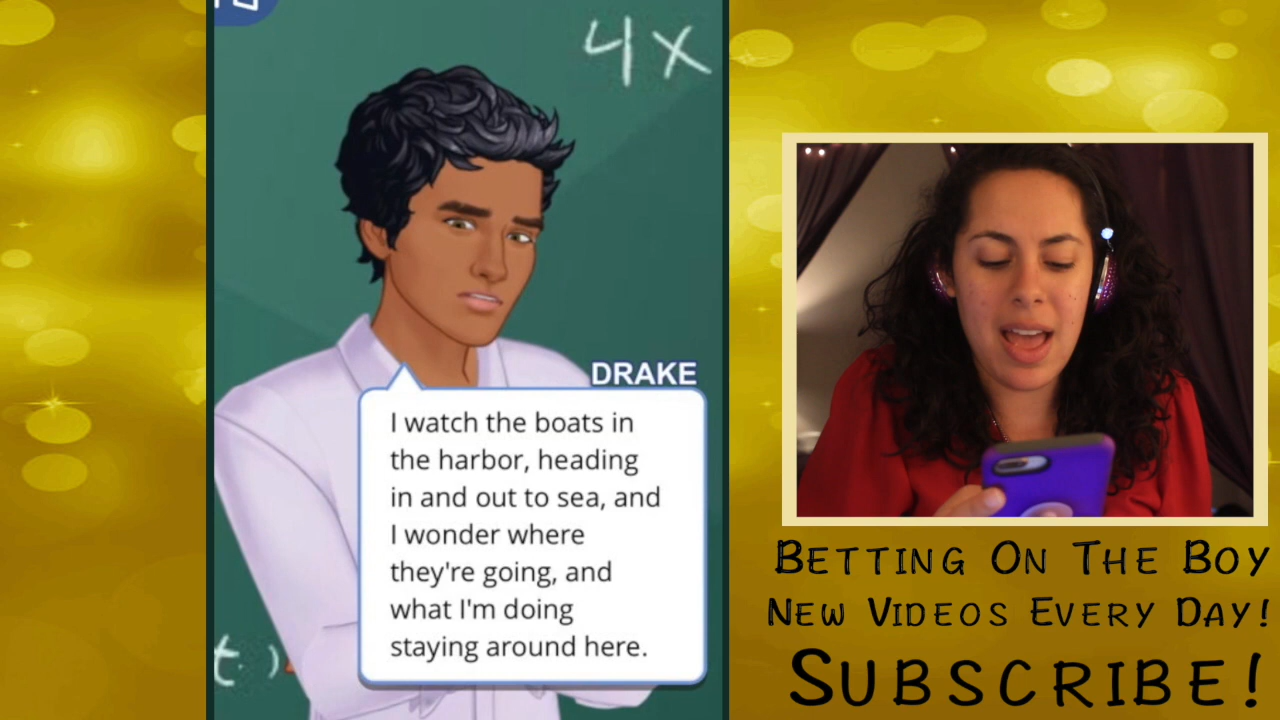 4x
DRAKE
I watch the boats in
the harbor, heading
in and out to sea, and
I wonder where
they're going, and
what I'm doing
staying around here.
t.)
BETTING ON THE BOY
NEW VIDEOS EVERY DAY!
SUBSCRIBE!